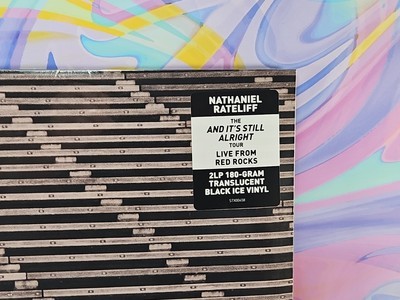 NATHANIEL
RATELIFF
THE
AND IT'S STILL
ALRIGHT
TOUR
LIVE FROM
RED ROCKS
2LP 180-GRAM
TRANSLUCENT
BLACK ICE VINYL